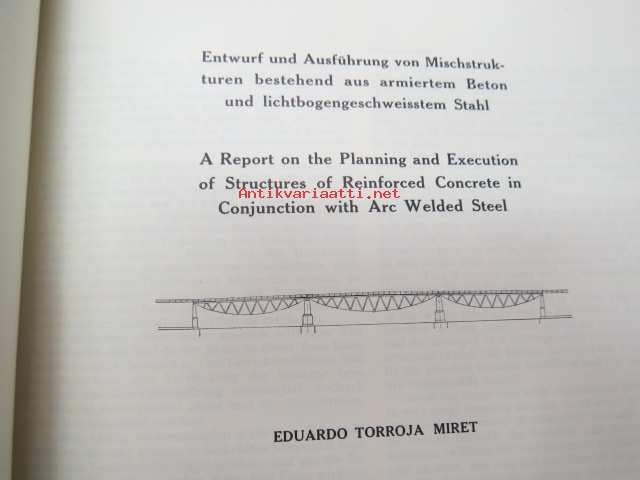 Entwurf und Ausführung von Mischstruk-
turen bestehend aus armiertem Beton
und lichtbogengeschweisstem Stahl
A Report on the Planning and Execution
of Structures of Reinforced Concrete in
Antikvariaatti.net
Conjunction with Arc Welded Steel
EDUARDO TORROJA MIRET